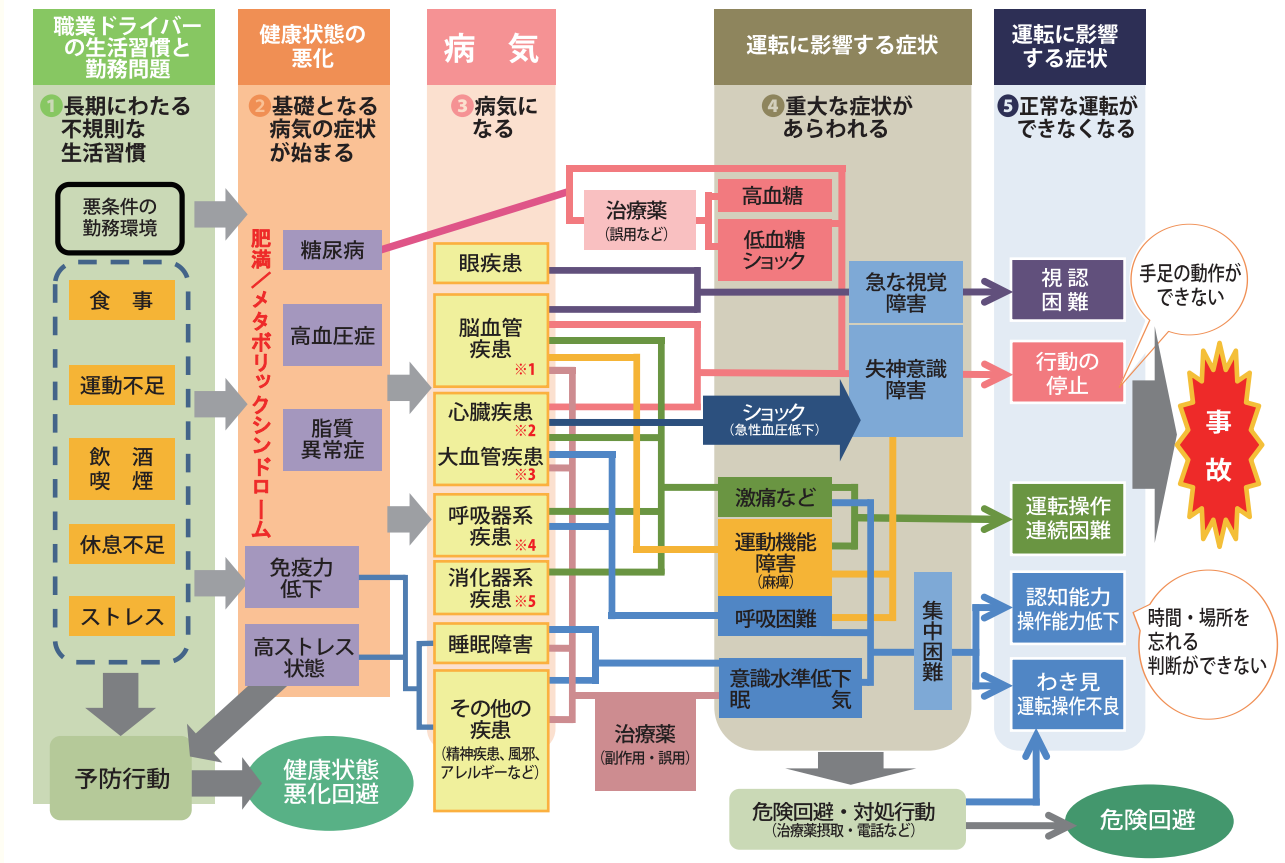 職業ドライバー
の生活習慣と
勤務問題
健康状態の
悪化
病　気
運転に影響する症状
運転に影響
する症状
①長期にわたる
不規則な
生活習慣
②基礎となる
病気の症状
が始まる
③病気に
なる
④重大な症状が
あらわれる
⑤正常な運転が
できなくなる
悪条件の
勤務環境
食　事
運動不足
飲　酒
喫　煙
休息不足
ストレス
予防行動
肥満／メタボリックシンドローム
糖尿病
高血圧症
脂質
異常症
免疫力
低下
高ストレス
状態
健康状態
悪化回避
眼疾患
脳血管
疾患
※1
心臓疾患
※2
大血管疾患
※3
呼吸器系
疾患※4
消化器系
疾患※5
睡眠障害
その他の
疾患
（精神疾患、風邪、
アレルギーなど）
治療薬
（誤用など）
高血糖
低血糖
ショック
急な視覚
障害
失神意識
障害
ショック
（急性血圧低下）
激痛など
運動機能
障害
（麻痺）
呼吸困難
意識水準低下
眠　　　気
集中困難
治療薬
（副作用・誤用）
危険回避・対処行動
（治療薬摂取・電話など）
視 認
困 難
行動の
停止
運転操作
連続困難
認知能力
操作能力低下
わき見
運転操作不良
危険回避
手足の動作が
できない
事
故
時間・場所を
忘れる
判断ができない